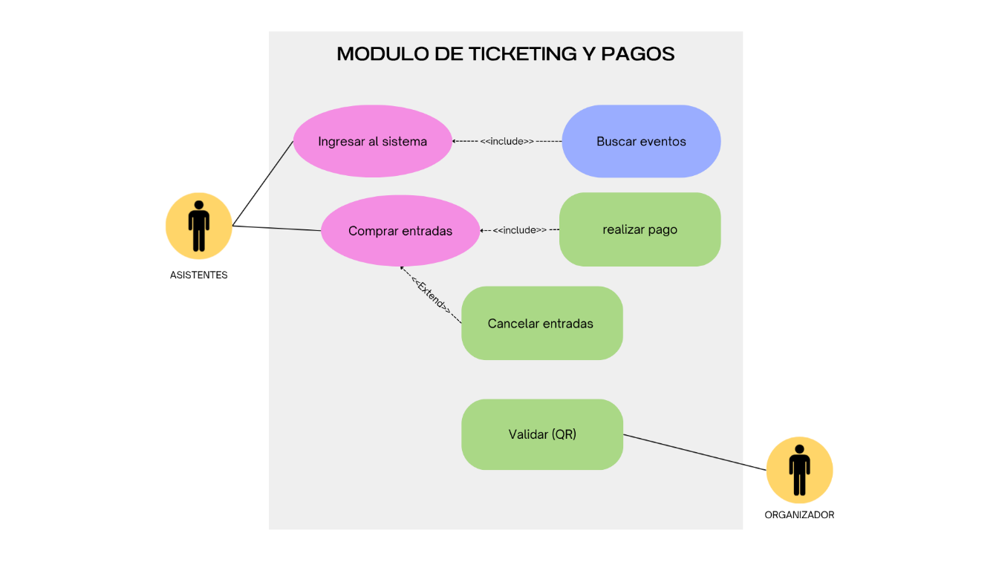 MODULO DE TICKETING Y PAGOS
Ingresar al sistema
<<include>>
Buscar eventos
Comprar entradas
<<include>>
realizar pago
ASISTENTES
<<Extend>>
Cancelar entradas
Validar (QR)
ORGANIZADOR